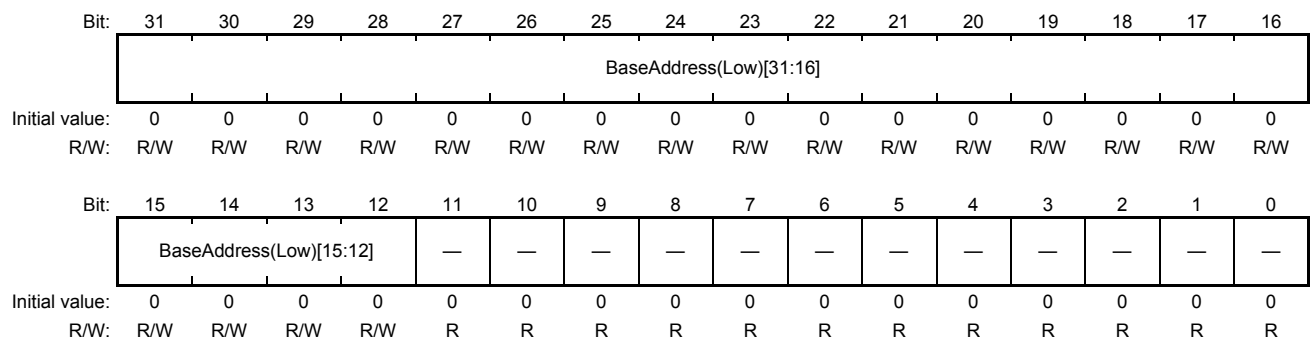 Bit: 31 30 29 28 27 26 25 24 23 22 21 20 19 18 17 16
BaseAddress(Low)[31:16]
Initial value: 0 0 0 0 0 0 0 0 0 0 0 0 0 0 0 0
R/W: R/W R/W R/W R/W R/W R/W R/W R/W R/W R/W R/W R/W R/W R/W R/W R/W
Bit: 15 14 13 12 11 10 9 8 7 6 5 4 3 2 1 0
BaseAddress(Low)[15:12] — — — — — — — — — — — —
Initial value: 0 0 0 0 0 0 0 0 0 0 0 0 0 0 0 0
R/W: R/W R/W R/W R/W R R R R R R R R R R R R